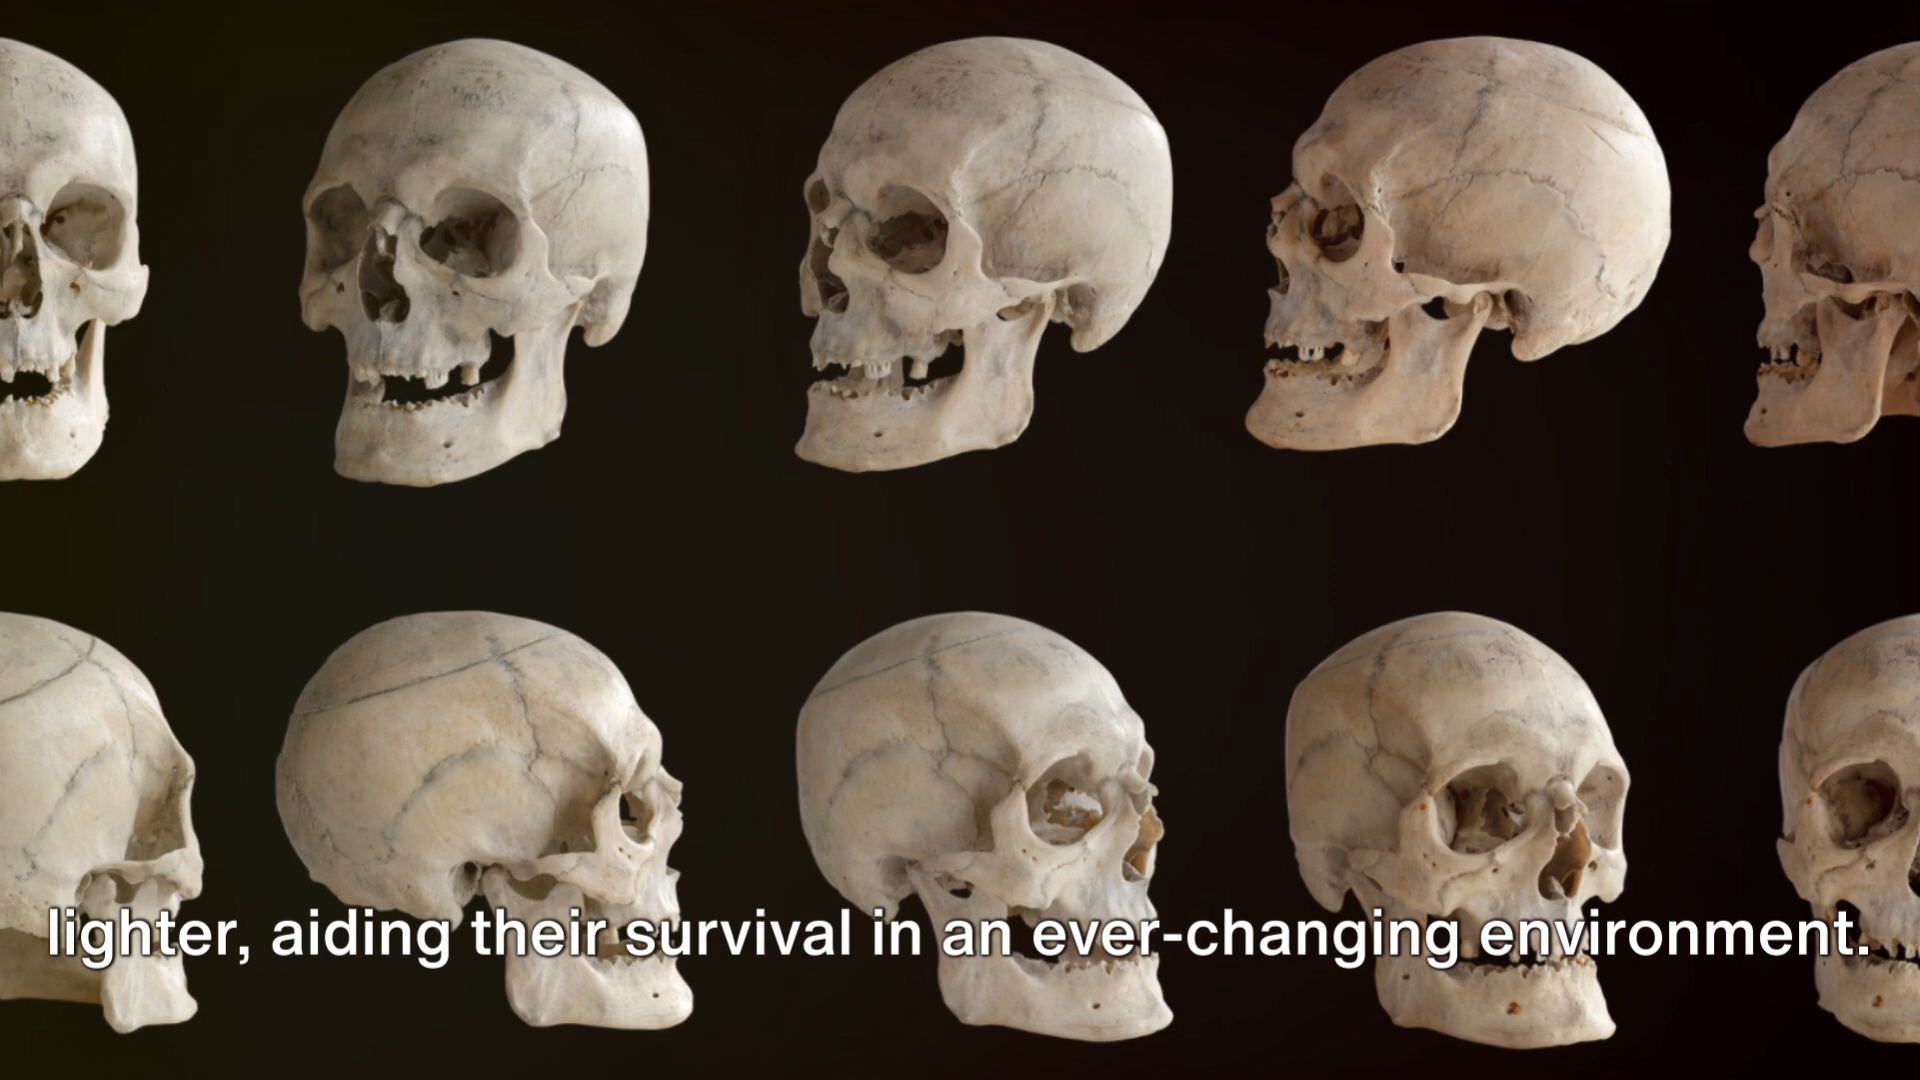 lighter, aiding their survival in an ever-changing environment.